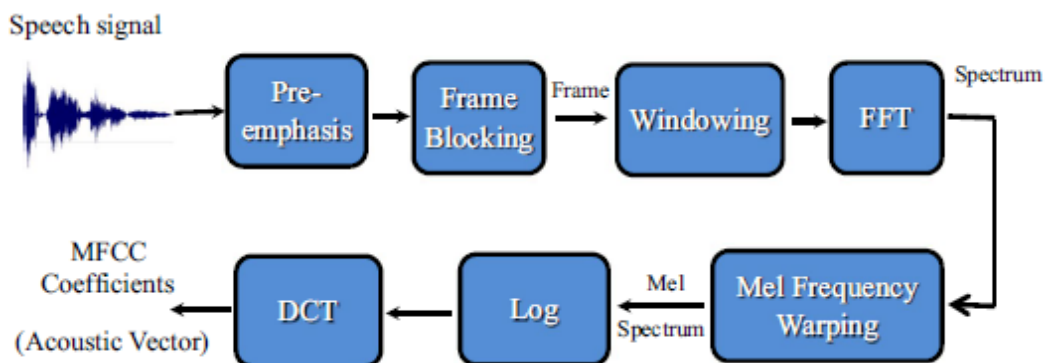 Speech signal
Pre-
emphasis
Frame
Blocking
Frame
Windowing
FFT
Spectrum
Mel Frequency
Warping
Mel
Spectrum
Log
DCT
MFCC
Coefficients
(Acoustic Vector)